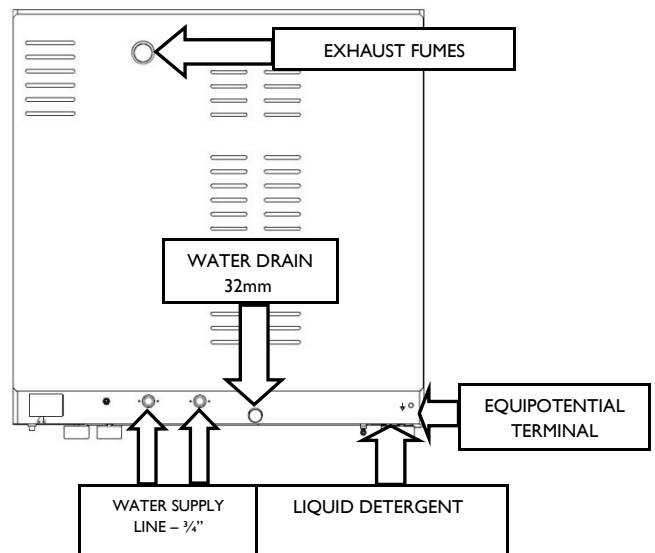 EXHAUST FUMES
WATER DRAIN
32mm
EQUIPOTENTIAL
TERMINAL
WATER SUPPLY
LINE – ¾”
LIQUID DETERGENT